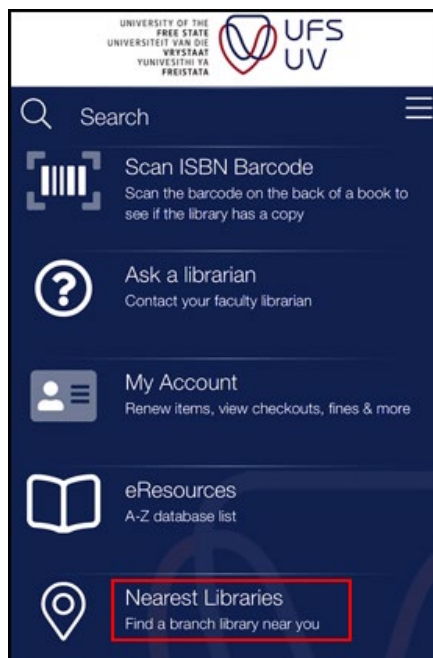 UNIVERSITY OF THE
FREE STATE
UNIVERSITEIT VAN DIE
VRYSTAAT
YUNIVESITHI YA
FREISTATA
UFS
UV
Search
Scan ISBN Barcode
Scan the barcode on the back of a book to
see if the library has a copy
Ask a librarian
Contact your faculty librarian
My Account
Renew items, view checkouts, fines & more
eResources
A-Z database list
Nearest Libraries
Find a branch library near you